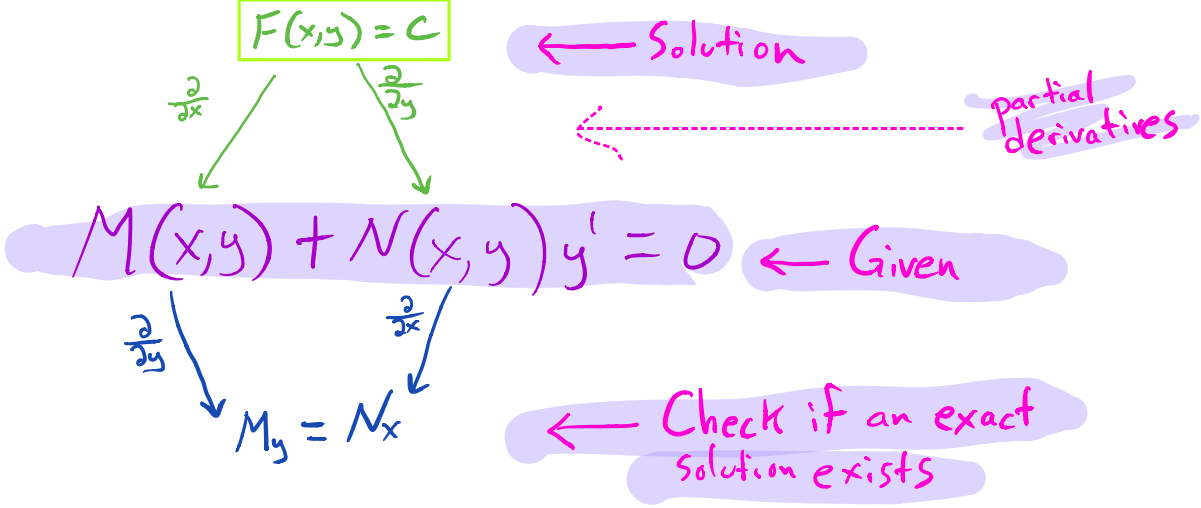 F(x,y) = C
← Solution
∂/∂x
∂/∂y
partial
derivatives
M(x,y) + N(x,y) y' = 0
← Given
∂/∂y
∂/∂x
My = Nx
← Check if an exact
solution exists